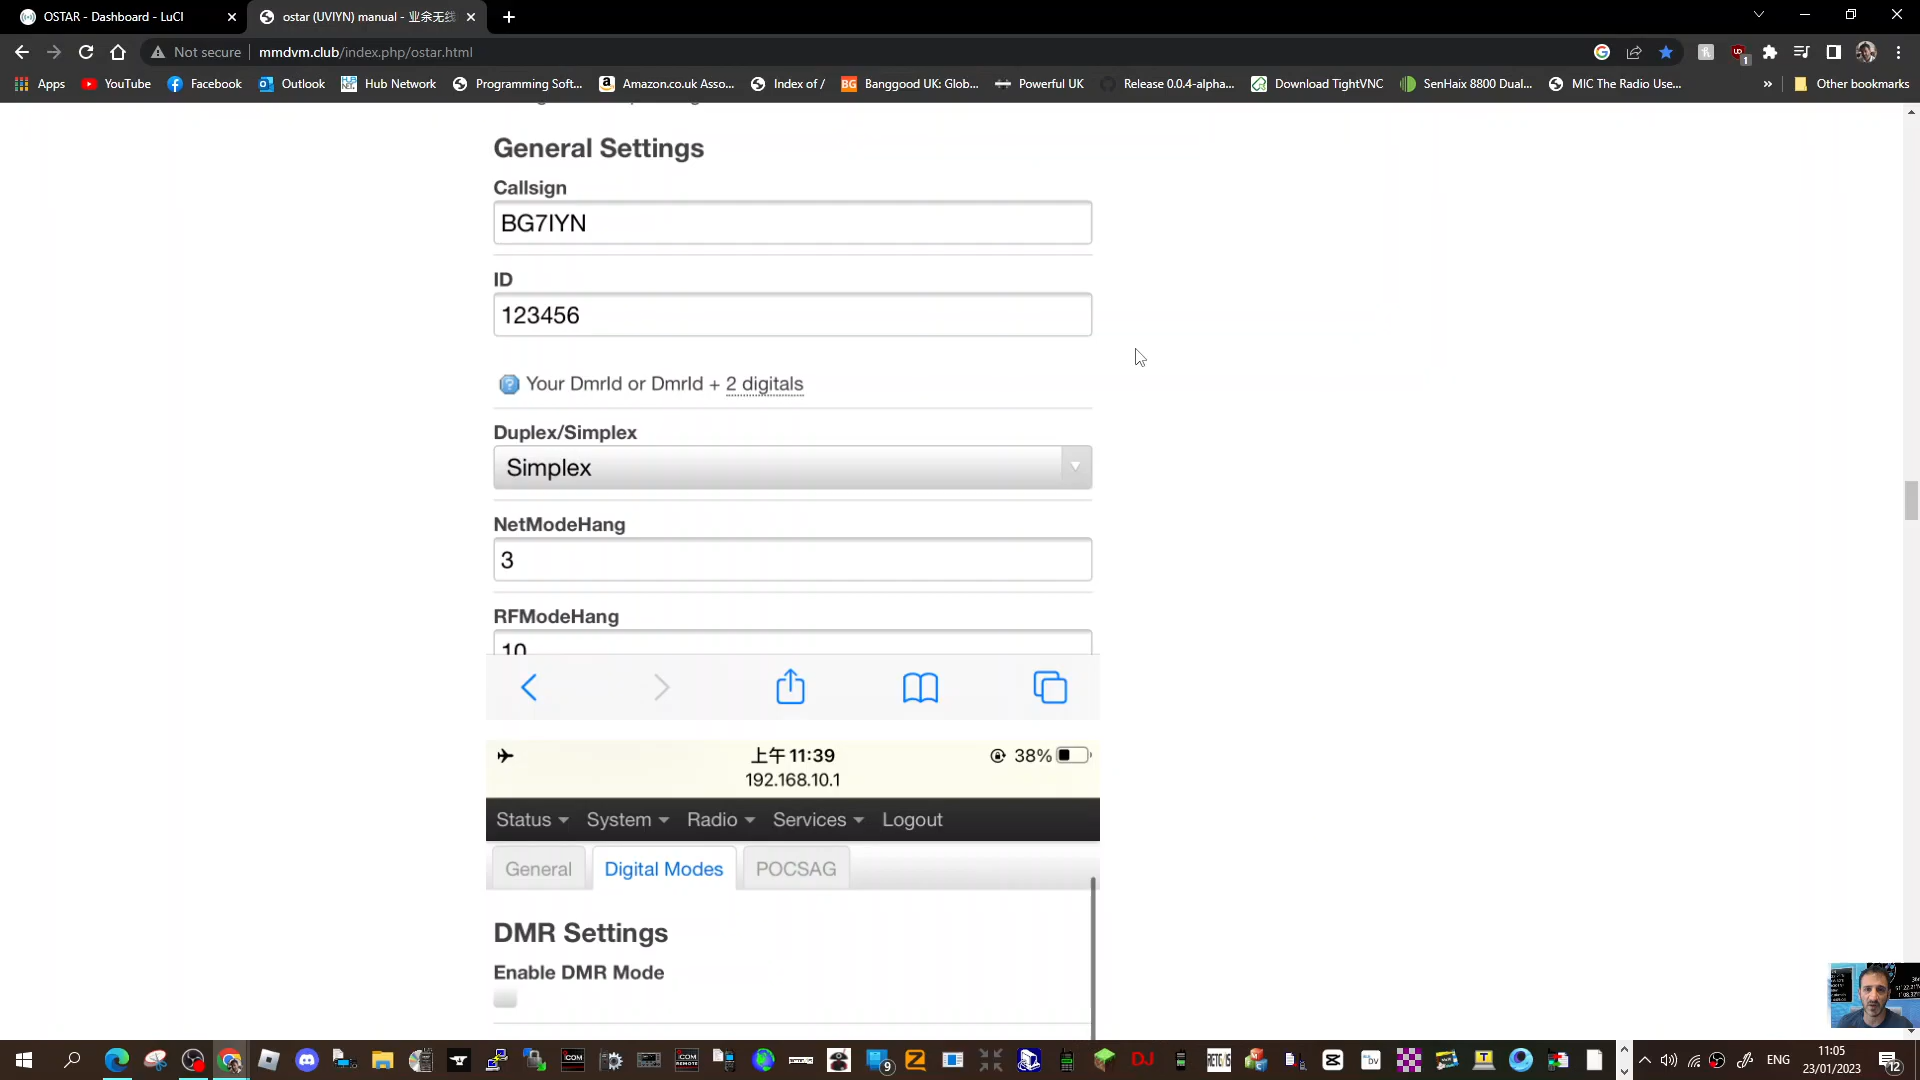 OSTAR - Dashboard - LuCI
ostar (UVIYN) manual - 业余无线
Not secure
mmdvm.club/index.php/ostar.html
Apps
YouTube
Facebook
Outlook
Hub Network
Programming Soft...
Amazon.co.uk Asso...
Index of /
Banggood UK: Glob...
Powerful UK
Release 0.0.4-alpha...
Download TightVNC
SenHaix 8800 Dual...
MIC The Radio Use...
Other bookmarks
General Settings
Callsign
BG7IYN
ID
123456
Your DmrId or DmrId + 2 digitals
Duplex/Simplex
Simplex
NetModeHang
3
RFModeHang
10
上午 11:39
38%
192.168.10.1
Status
System
Radio
Services
Logout
General
Digital Modes
POCSAG
DMR Settings
Enable DMR Mode
ENG
11:05
23/01/2023
12